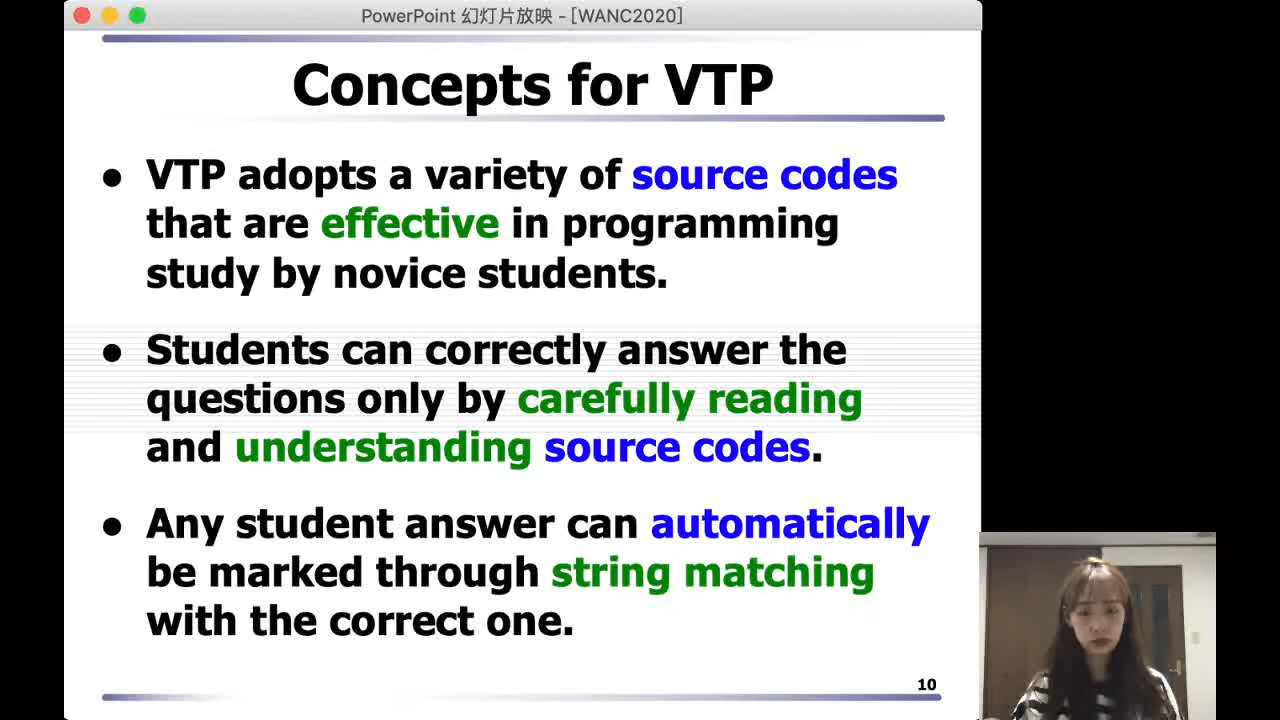 PowerPoint 幻灯片放映 - [WANC2020]
Concepts for VTP
● VTP adopts a variety of source codes
that are effective in programming
study by novice students.
● Students can correctly answer the
questions only by carefully reading
and understanding source codes.
● Any student answer can automatically
be marked through string matching
with the correct one.
10